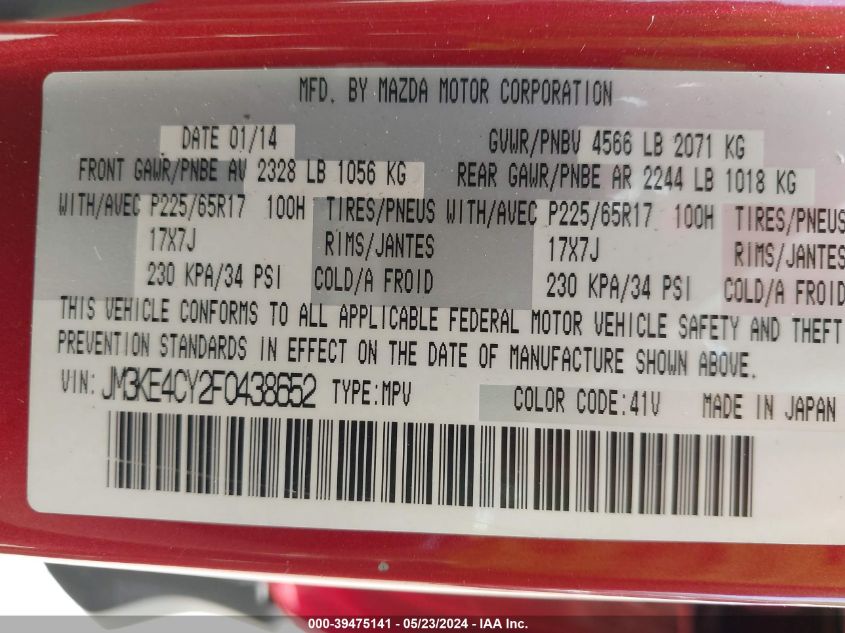 MFD. BY MAZDA MOTOR CORPORATION
DATE 01/14 GVWR/PNBV 4566 LB 2071 KG
FRONT GAWR/PNBE AV 2328 LB 1056 KG REAR GAWR/PNBE AR 2244 LB 1018 KG
WITH/AVEC P225/65R17 100H TIRES/PNEUS WITH/AVEC P225/65R17 100H TIRES/PNEUS
17X7J RIMS/JANTES 17X7J RIMS/JANTES
230 KPA/34 PSI COLD/A FROID 230 KPA/34 PSI COLD/A FROID
THIS VEHICLE CONFORMS TO ALL APPLICABLE FEDERAL MOTOR VEHICLE SAFETY AND THEFT
PREVENTION STANDARDS IN EFFECT ON THE DATE OF MANUFACTURE SHOWN ABOVE.
VIN: JM3KE4CY2F0438652 TYPE:MPV COLOR CODE:41V MADE IN JAPAN
000-39475141 / 05/23/2024 - IAA Inc.